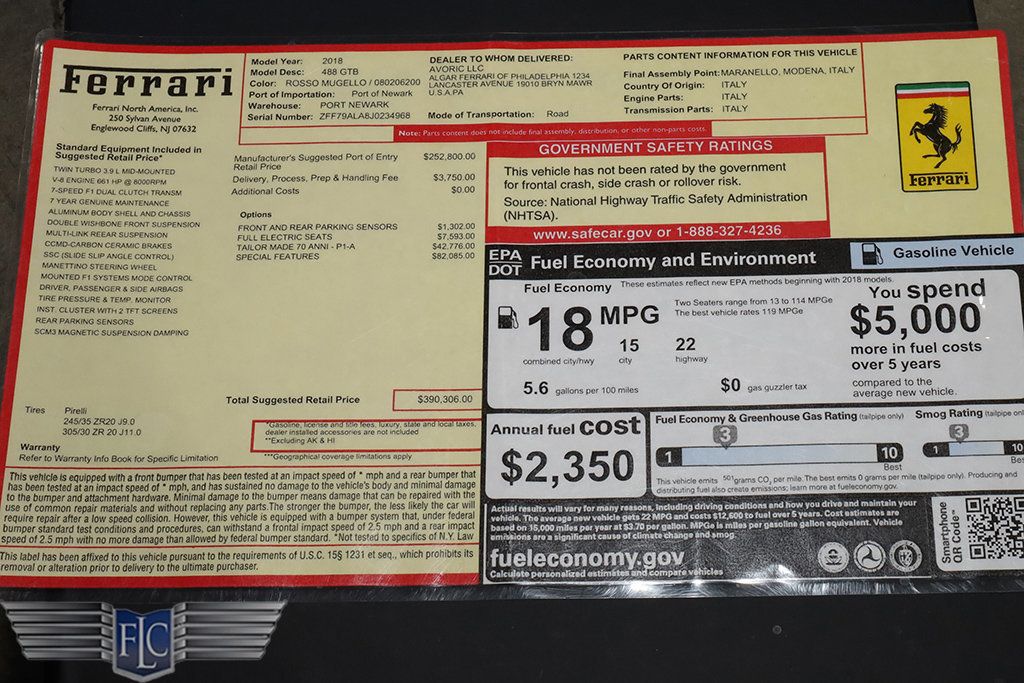 Ferrari
Ferrari North America, Inc.
250 Sylvan Avenue
Englewood Cliffs, NJ 07632
Model Year: 2018
Model Desc: 488 GTB
Color: ROSSO MUGELLO / 080206200
Port of Importation: Port of Newark
Warehouse: PORT NEWARK
Serial Number: ZFF79ALA8J0234968
DEALER TO WHOM DELIVERED:
AVORIC LLC
ALGAR FERRARI OF PHILADELPHIA 1234
LANCASTER AVENUE 19010 BRYN MAWR
U.S.A.PA
Mode of Transportation: Road
PARTS CONTENT INFORMATION FOR THIS VEHICLE
Final Assembly Point: MARANELLO, MODENA, ITALY
Country Of Origin: ITALY
Engine Parts: ITALY
Transmission Parts: ITALY
Note: Parts content does not include final assembly, distribution, or other non-parts costs.
Ferrari
Standard Equipment Included in
Suggested Retail Price*
TWIN TURBO 3.9 L MID-MOUNTED
V-8 ENGINE 661 HP @ 8000RPM
7-SPEED F1 DUAL CLUTCH TRANSM
7 YEAR GENUINE MAINTENANCE
ALUMINUM BODY SHELL AND CHASSIS
DOUBLE WISHBONE FRONT SUSPENSION
MULTI-LINK REEAR SUSPENSION
CCMD-CARBON CERAMIC BRAKES
SSC (SLIDE SLIP ANGLE CONTROL)
MANETTINO STEERING WHEEL
MOUNTED F1 SYSTEMS MODE CONTROL
DRIVER, PASSENGER & SIDE AIRBAGS
TIRE PRESSURE & TEMP. MONITOR
INST. CLUSTER WITH 2 TFT SCREENS
REAR PARKING SENSORS
SCM3 MAGNETIC SUSPENSION DAMPING
Manufacturer's Suggested Port of Entry
Retail Price $252,800.00
Delivery, Process, Prep & Handling Fee $3,750.00
Additional Costs $0.00
Options
FRONT AND REAR PARKING SENSORS $1,302.00
FULL ELECTRIC SEATS $7,593.00
TAILOR MADE 70 ANNI - P1-A $42,776.00
SPECIAL FEATURES $82,085.00
Total Suggested Retail Price $390,306.00
*Gasoline, license and title fees, luxury, state and local taxes,
dealer installed accessories are not included
**Excluding AK & HI
***Geographical coverage limitations apply
Tires Pirelli
245/35 ZR20 J9.0
305/30 ZR 20 J11.0
Warranty
Refer to Warranty Info Book for Specific Limitation
This vehicle is equipped with a front bumper that has been tested at an impact speed of * mph and a rear bumper that
has been tested at an impact speed of * mph, and has sustained no damage to the vehicle's body and minimal damage
to the bumper and attachment hardware. Minimal damage to the bumper means damage that can be repaired with the
use of common repair materials and without replacing any parts.The stronger the bumper, the less likely the car will
require repair after a low speed collision. However, this vehicle is equipped with a bumper system that, under federal
bumper standard test conditions and procedures, can withstand a frontal impact speed of 2.5 mph and a rear impact
speed of 2.5 mph with no more damage than allowed by federal bumper standard. *Not tested to specifics of N.Y. Law
This label has been affixed to this vehicle pursuant to the requirements of U.S.C. 15§ 1231 et seq., which prohibits its
removal or alteration prior to delivery to the ultimate purchaser.
GOVERNMENT SAFETY RATINGS
This vehicle has not been rated by the government
for frontal crash, side crash or rollover risk.
Source: National Highway Traffic Safety Administration
(NHTSA).
www.safecar.gov or 1-888-327-4236
EPA
DOT
Fuel Economy and Environment
Gasoline Vehicle
Fuel Economy
These estimates reflect new EPA methods beginning with 2018 models.
18 MPG
combined city/hwy
15
city
22
highway
Two Seaters range from 13 to 114 MPGe
The best vehicle rates 119 MPGe
5.6 gallons per 100 miles
$0 gas guzzler tax
You spend
$5,000
more in fuel costs
over 5 years
compared to the
average new vehicle.
Annual fuel cost
$2,350
Fuel Economy & Greenhouse Gas Rating (tailpipe only)
3
1 10
Best
Smog Rating (tailpipe only)
3
1 10
Best
This vehicle emits 501grams CO2 per mile. The best emits 0 grams per mile (tailpipe only). Producing and
distributing fuel also create emissions; learn more at fueleconomy.gov.
Actual results will vary for many reasons, including driving conditions and how you drive and maintain your
vehicle. The average new vehicle gets 22 MPG and costs $12,600 to fuel over 5 years. Cost estimates are
based on 15,000 miles per year at $3.70 per gallon. MPGe is miles per gasoline gallon equivalent. Vehicle
emissions are a significant cause of climate change and smog.
fueleconomy.gov
Calculate personalized estimates and compare vehicles
Smartphone
QR Code™
FLC